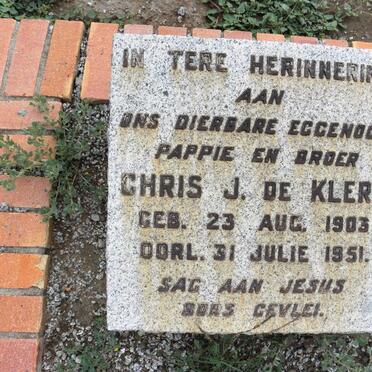 IN TERE HERINNERIN
AAN
ONS DIERBARE EGGENOO
PAPPIE EN BROER
CHRIS J. DE KLER
GEB. 23 AUG. 1903
OORL. 31 JULIE 1951.
SAG AAN JESUS
BORS GEVLEI.